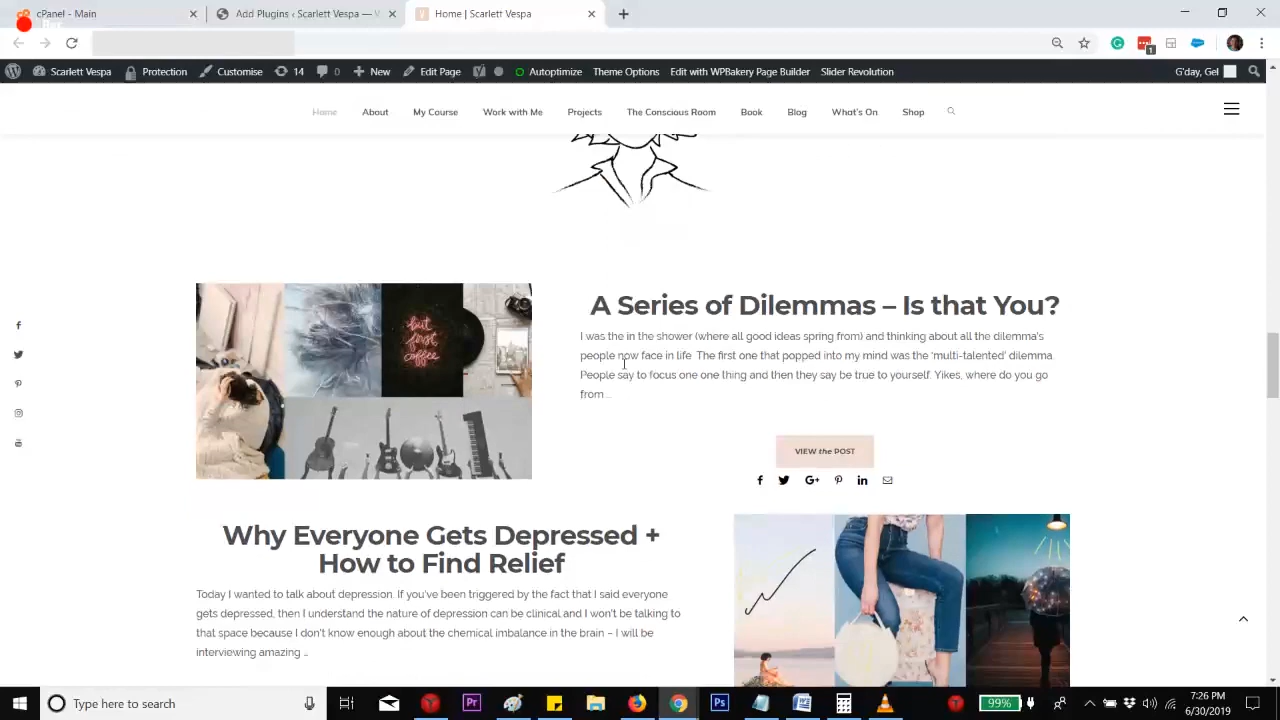 cPanel - Main
Add Plugins ‹ Scarlett Vespa — V
Home | Scarlett Vespa
1
Scarlett Vespa
Protection
Customise
14
0
New
Edit Page
Autoptimize
Theme Options
Edit with WPBakery Page Builder
Slider Revolution
G'day, Gel
Home
About
My Course
Work with Me
Projects
The Conscious Room
Book
Blog
What's On
Shop
but
first
coffee
A Series of Dilemmas – Is that You?
I was the in the shower (where all good ideas spring from) and thinking about all the dilemma's
people now face in life. The first one that popped into my mind was the 'multi-talented' dilemma.
People say to focus one one thing and then they say be true to yourself. Yikes, where do you go
from ...
VIEW the POST
Why Everyone Gets Depressed +
How to Find Relief
Today I wanted to talk about depression. If you've been triggered by the fact that I said everyone
gets depressed, then I understand the nature of depression can be clinical and I won't be talking to
that space because I don't know enough about the chemical imbalance in the brain – I will be
interviewing amazing ...
Type here to search
99%
7:26 PM
6/30/2019